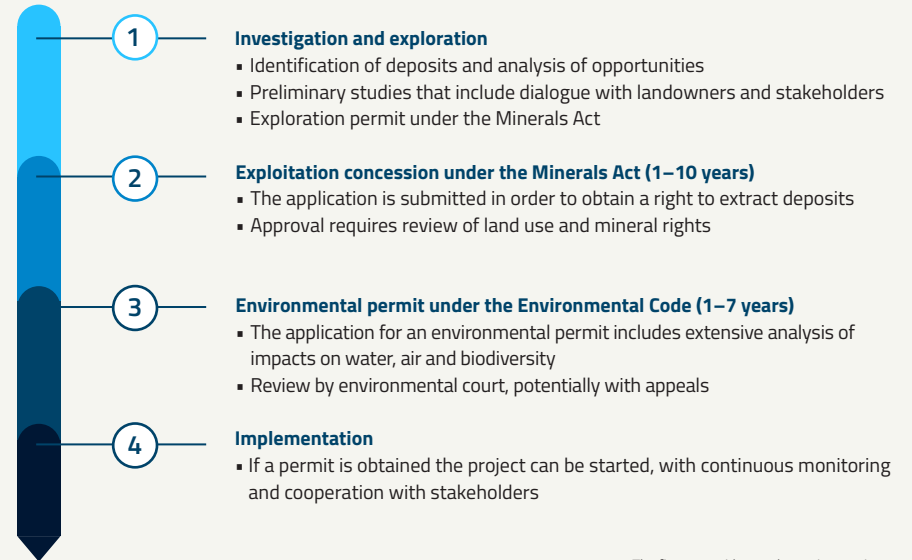 1
Investigation and exploration
▪ Identification of deposits and analysis of opportunities
▪ Preliminary studies that include dialogue with landowners and stakeholders
▪ Exploration permit under the Minerals Act
2
Exploitation concession under the Minerals Act (1–10 years)
▪ The application is submitted in order to obtain a right to extract deposits
▪ Approval requires review of land use and mineral rights
3
Environmental permit under the Environmental Code (1–7 years)
▪ The application for an environmental permit includes extensive analysis of
impacts on water, air and biodiversity
▪ Review by environmental court, potentially with appeals
4
Implementation
▪ If a permit is obtained the project can be started, with continuous monitoring
and cooperation with stakeholders